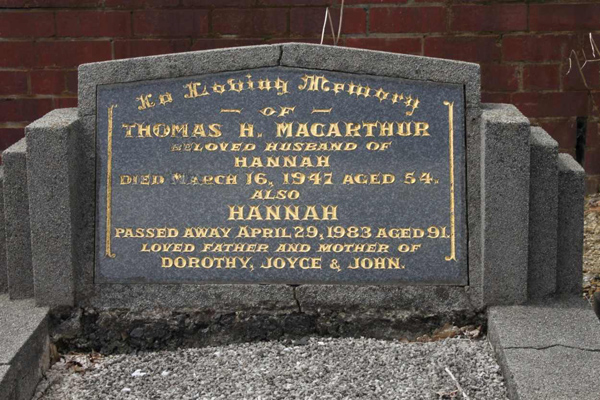 In Loving Memory
OF
THOMAS H. MACARTHUR
BELOVED HUSBAND OF
HANNAH
DIED MARCH 16, 1947 AGED 54.
ALSO
HANNAH
PASSED AWAY APRIL 29, 1983 AGED 91.
LOVED FATHER AND MOTHER OF
DOROTHY, JOYCE & JOHN.